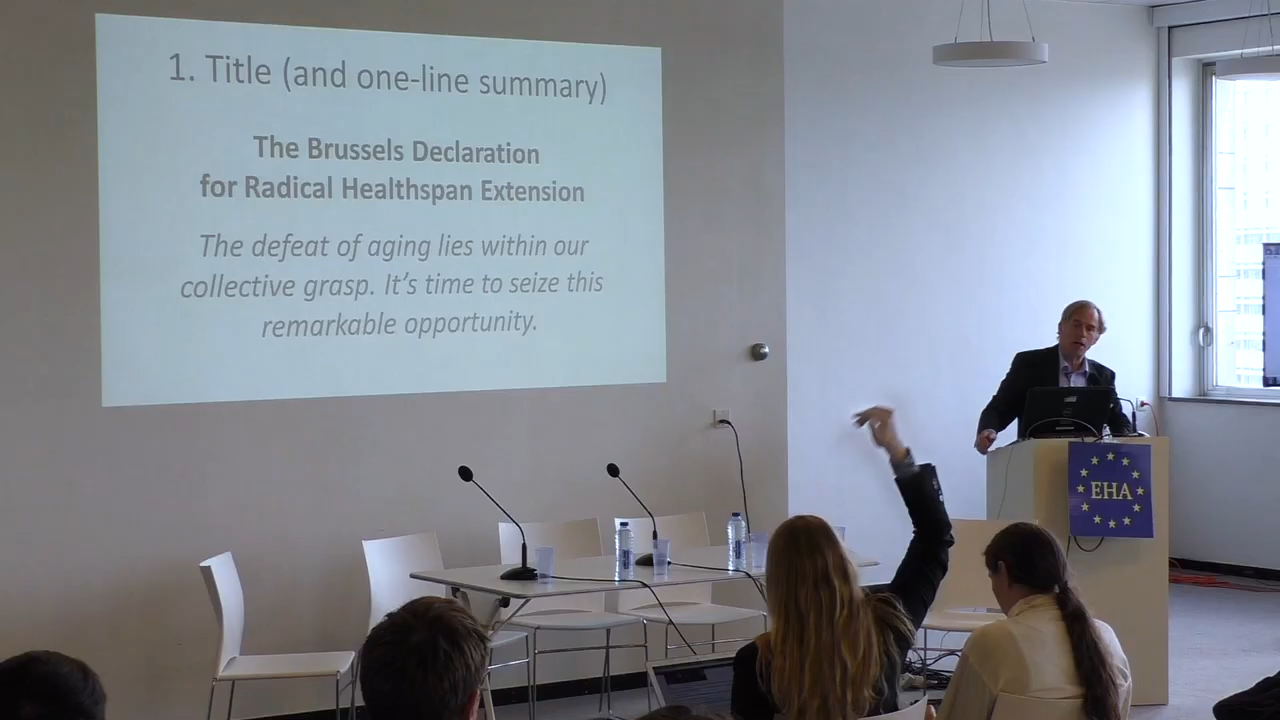 1. Title (and one-line summary)
The Brussels Declaration
for Radical Healthspan Extension
The defeat of aging lies within our
collective grasp. It's time to seize this
remarkable opportunity.
EHA